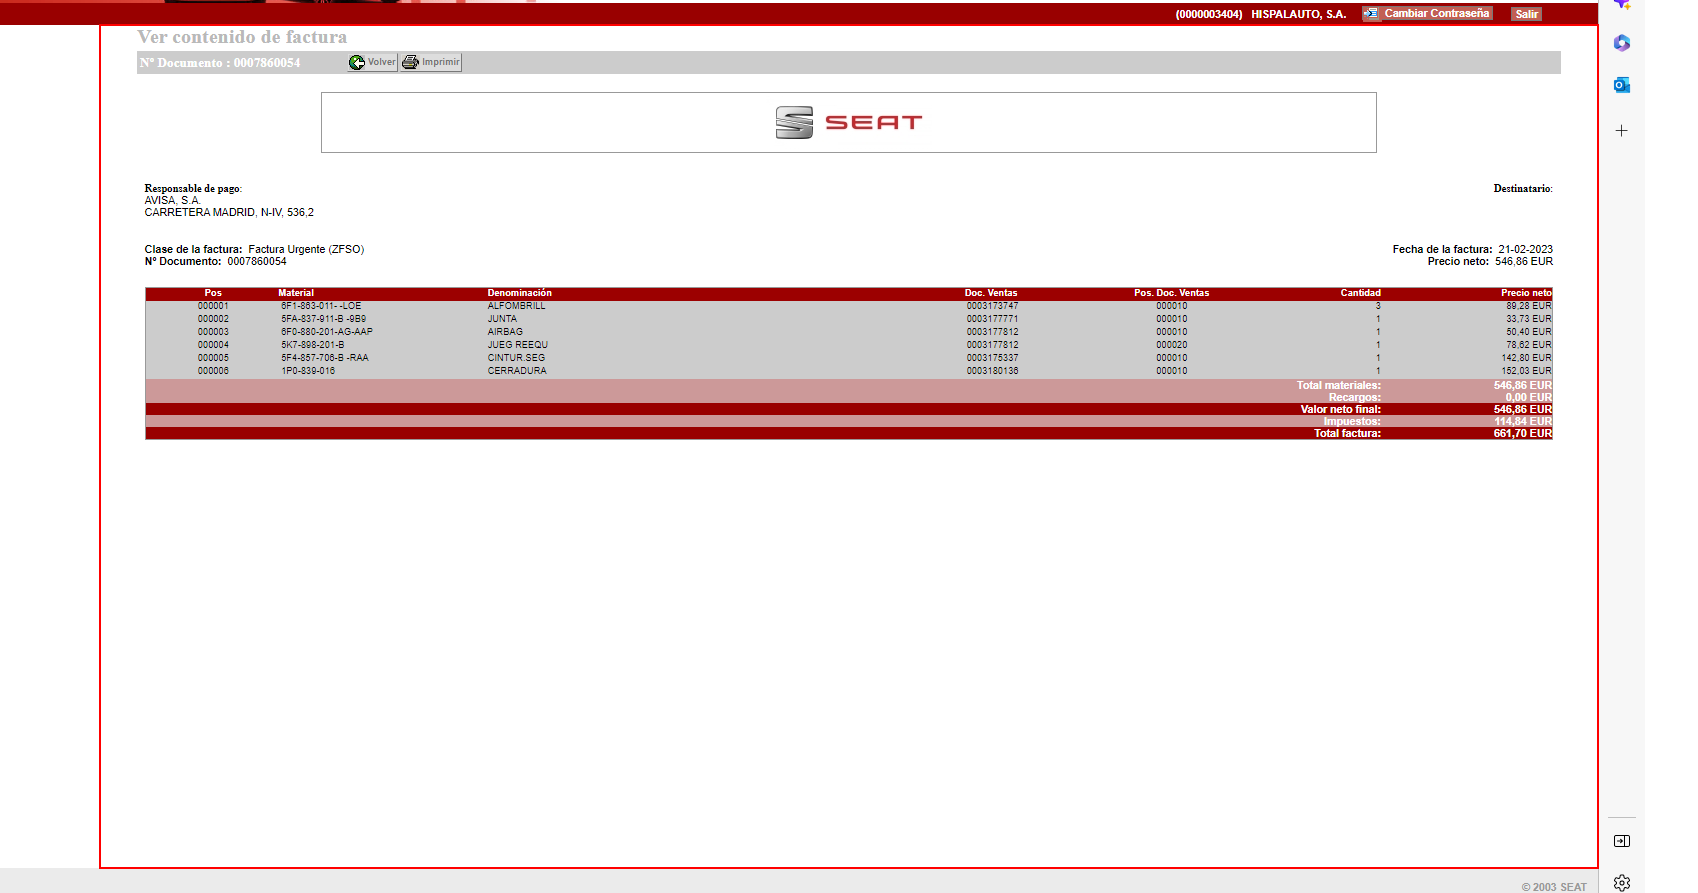 (0000003404) HISPALAUTO, S.A. Cambiar Contraseña Salir
Ver contenido de factura
Nº Documento : 0007860054 Volver Imprimir
SEAT
Responsable de pago: Destinatario:
AVISA, S.A.
CARRETERA MADRID, N-IV, 536,2
Clase de la factura: Factura Urgente (ZFSO) Fecha de la factura: 21-02-2023
Nº Documento: 0007860054 Precio neto: 546,86 EUR
Pos Material Denominación Doc. Ventas Pos. Doc. Ventas Cantidad Precio neto
000001 6F1-863-011- -LOE ALFOMBRILL 0003173747 000010 3 89,28 EUR
000002 5FA-837-911-B -9B9 JUNTA 0003177771 000010 1 33,73 EUR
000003 6F0-880-201-AG-AAP AIRBAG 0003177812 000010 1 50,40 EUR
000004 5K7-898-201-B JUEG REEQU 0003177812 000020 1 78,62 EUR
000005 5F4-857-706-B -RAA CINTUR.SEG 0003175337 000010 1 142,80 EUR
000006 1P0-839-016 CERRADURA 0003180136 000010 1 152,03 EUR
Total materiales: 546,86 EUR
Recargos: 0,00 EUR
Valor neto final: 546,86 EUR
Impuestos: 114,84 EUR
Total factura: 661,70 EUR
© 2003 SEAT